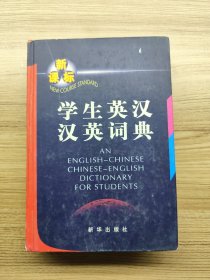 新
课标
NEW COURSE STANDARD
学生英汉
汉英词典
AN
ENGLISH-CHINESE
CHINESE-ENGLISH
DICTIONARY
FOR STUDENTS
新华出版社